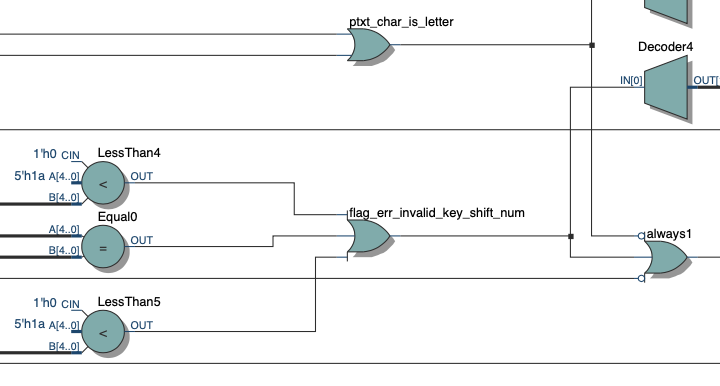 ptxt_char_is_letter
Decoder4
IN[0]
OUT[
LessThan4
1'h0 CIN
5'h1a A[4..0]
OUT
B[4..0]
<
Equal0
A[4..0]
OUT
B[4..0]
=
flag_err_invalid_key_shift_num
always1
LessThan5
1'h0 CIN
5'h1a A[4..0]
OUT
B[4..0]
<